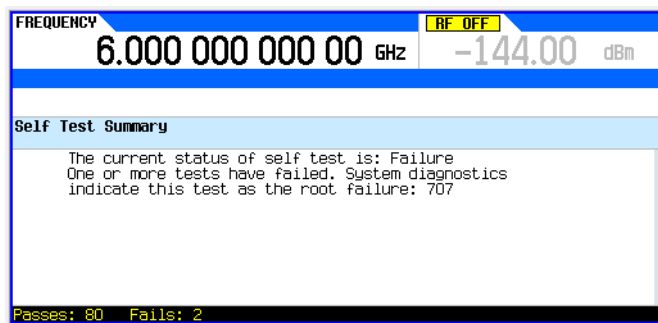 FREQUENCY
6.000 000 000 00 GHz
RF OFF
-144.00 dBm
Self Test Summary
The current status of self test is: Failure
One or more tests have failed. System diagnostics
indicate this test as the root failure: 707
Passes: 80 Fails: 2